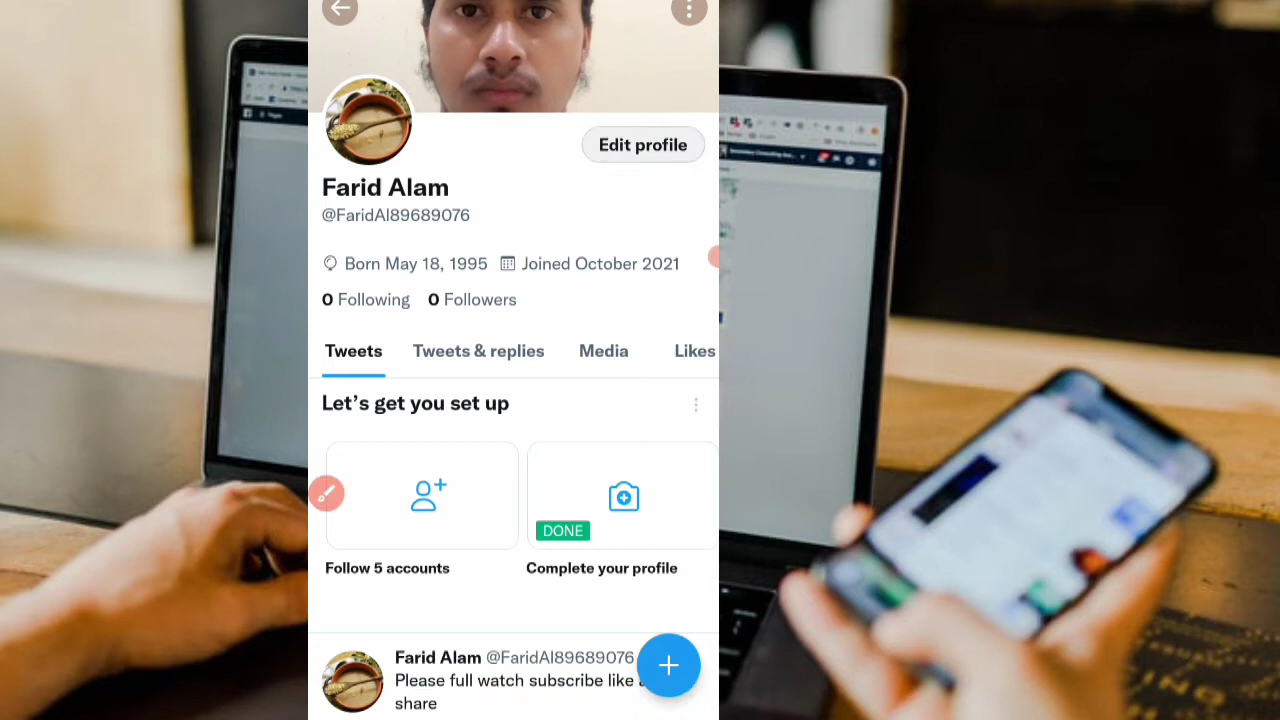 Edit profile
Farid Alam
@FaridAl89689076
Born May 18, 1995 Joined October 2021
0 Following 0 Followers
Tweets Tweets & replies Media Likes
Let's get you set up
DONE
Follow 5 accounts Complete your profile
Farid Alam @FaridAl89689076
Please full watch subscribe like
share